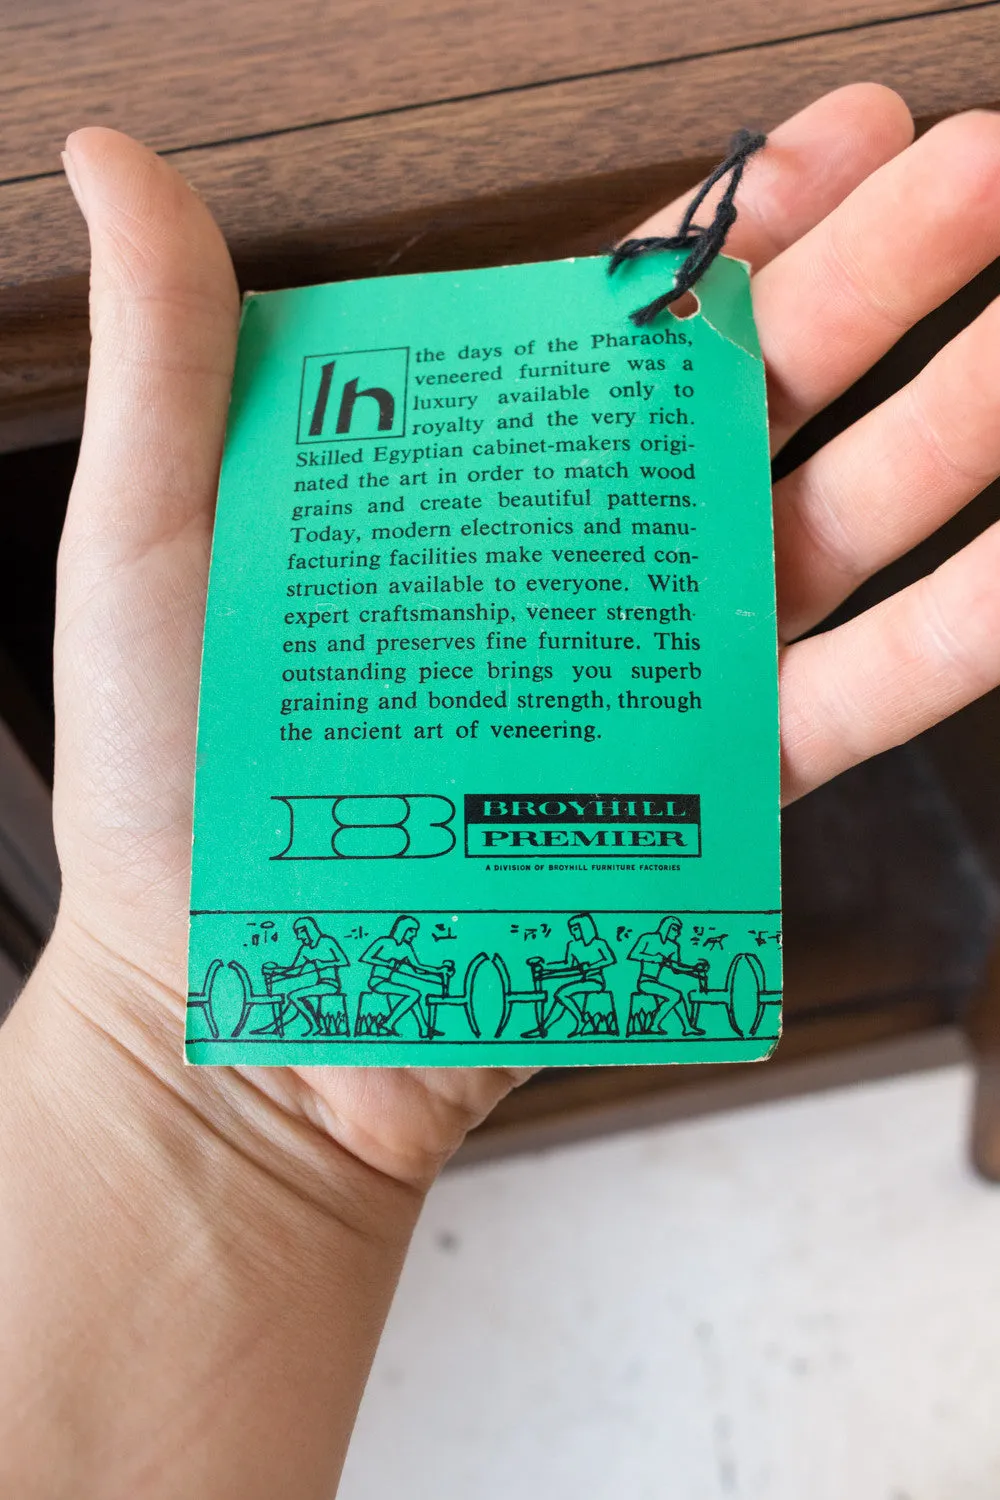 In the days of the Pharaohs,
veneered furniture was a
luxury available only to
royalty and the very rich.
Skilled Egyptian cabinet-makers origi-
nated the art in order to match wood
grains and create beautiful patterns.
Today, modern electronics and manu-
facturing facilities make veneered con-
struction available to everyone. With
expert craftsmanship, veneer strength-
ens and preserves fine furniture. This
outstanding piece brings you superb
graining and bonded strength, through
the ancient art of veneering.
B BROYHILL
PREMIER
A DIVISION OF BROYHILL FURNITURE FACTORIES